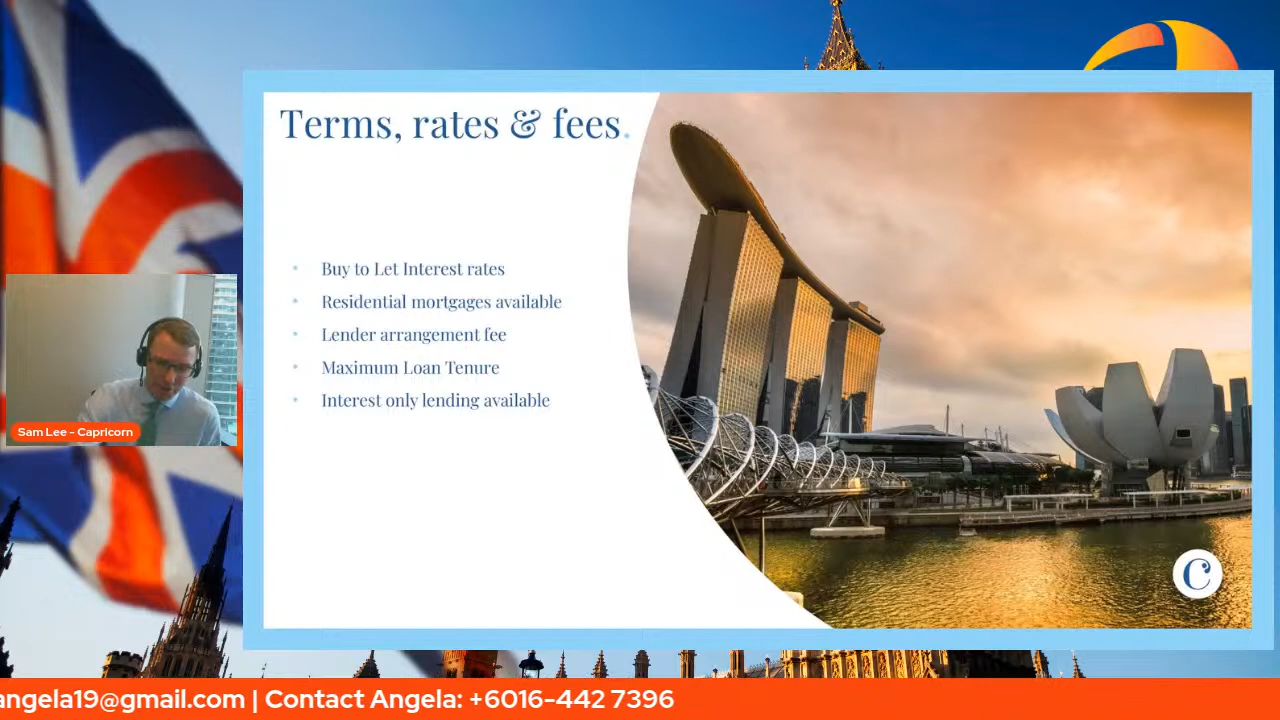 Terms, rates & fees.
• Buy to Let Interest rates
• Residential mortgages available
• Lender arrangement fee
• Maximum Loan Tenure
• Interest only lending available
Sam Lee - Capricorn
C
angela19@gmail.com | Contact Angela: +6016-442 7396